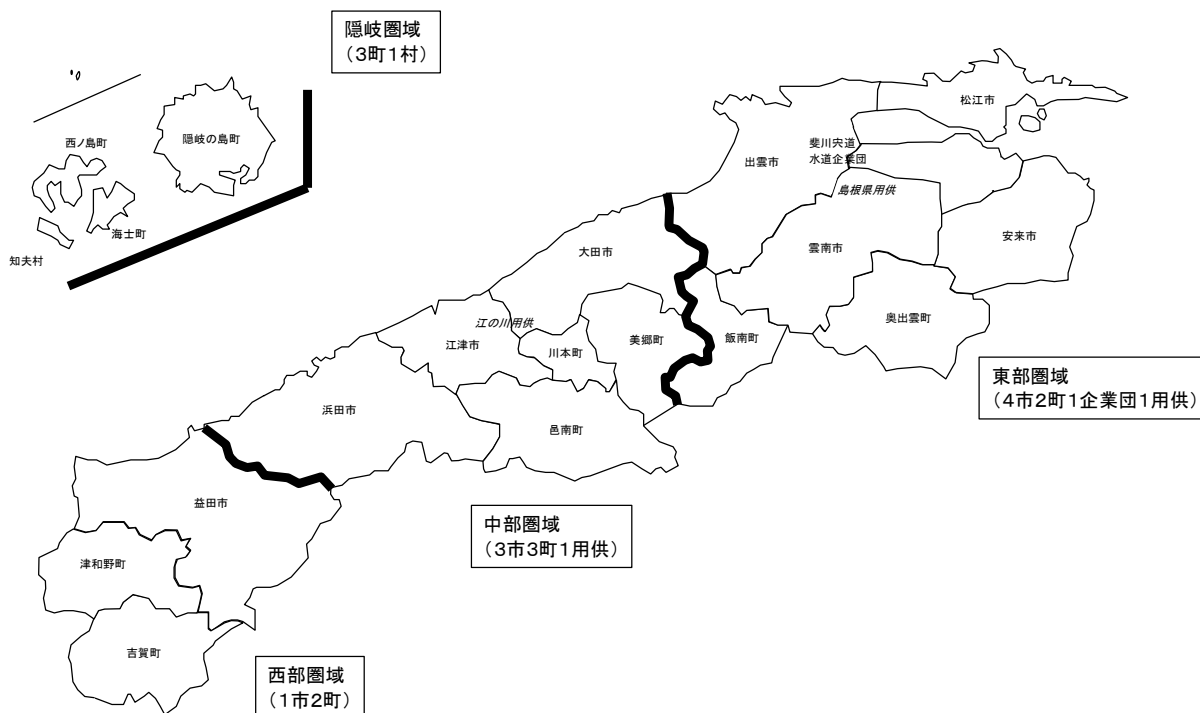 隠岐圏域
（3町1村）
西ノ島町
隠岐の島町
海士町
知夫村
松江市
斐川宍道
水道企業団
出雲市
島根県用供
安来市
雲南市
奥出雲町
大田市
飯南町
美郷町
江の川用供
川本町
江津市
邑南町
浜田市
東部圏域
（4市2町1企業団1用供）
中部圏域
（3市3町1用供）
益田市
津和野町
吉賀町
西部圏域
（1市2町）